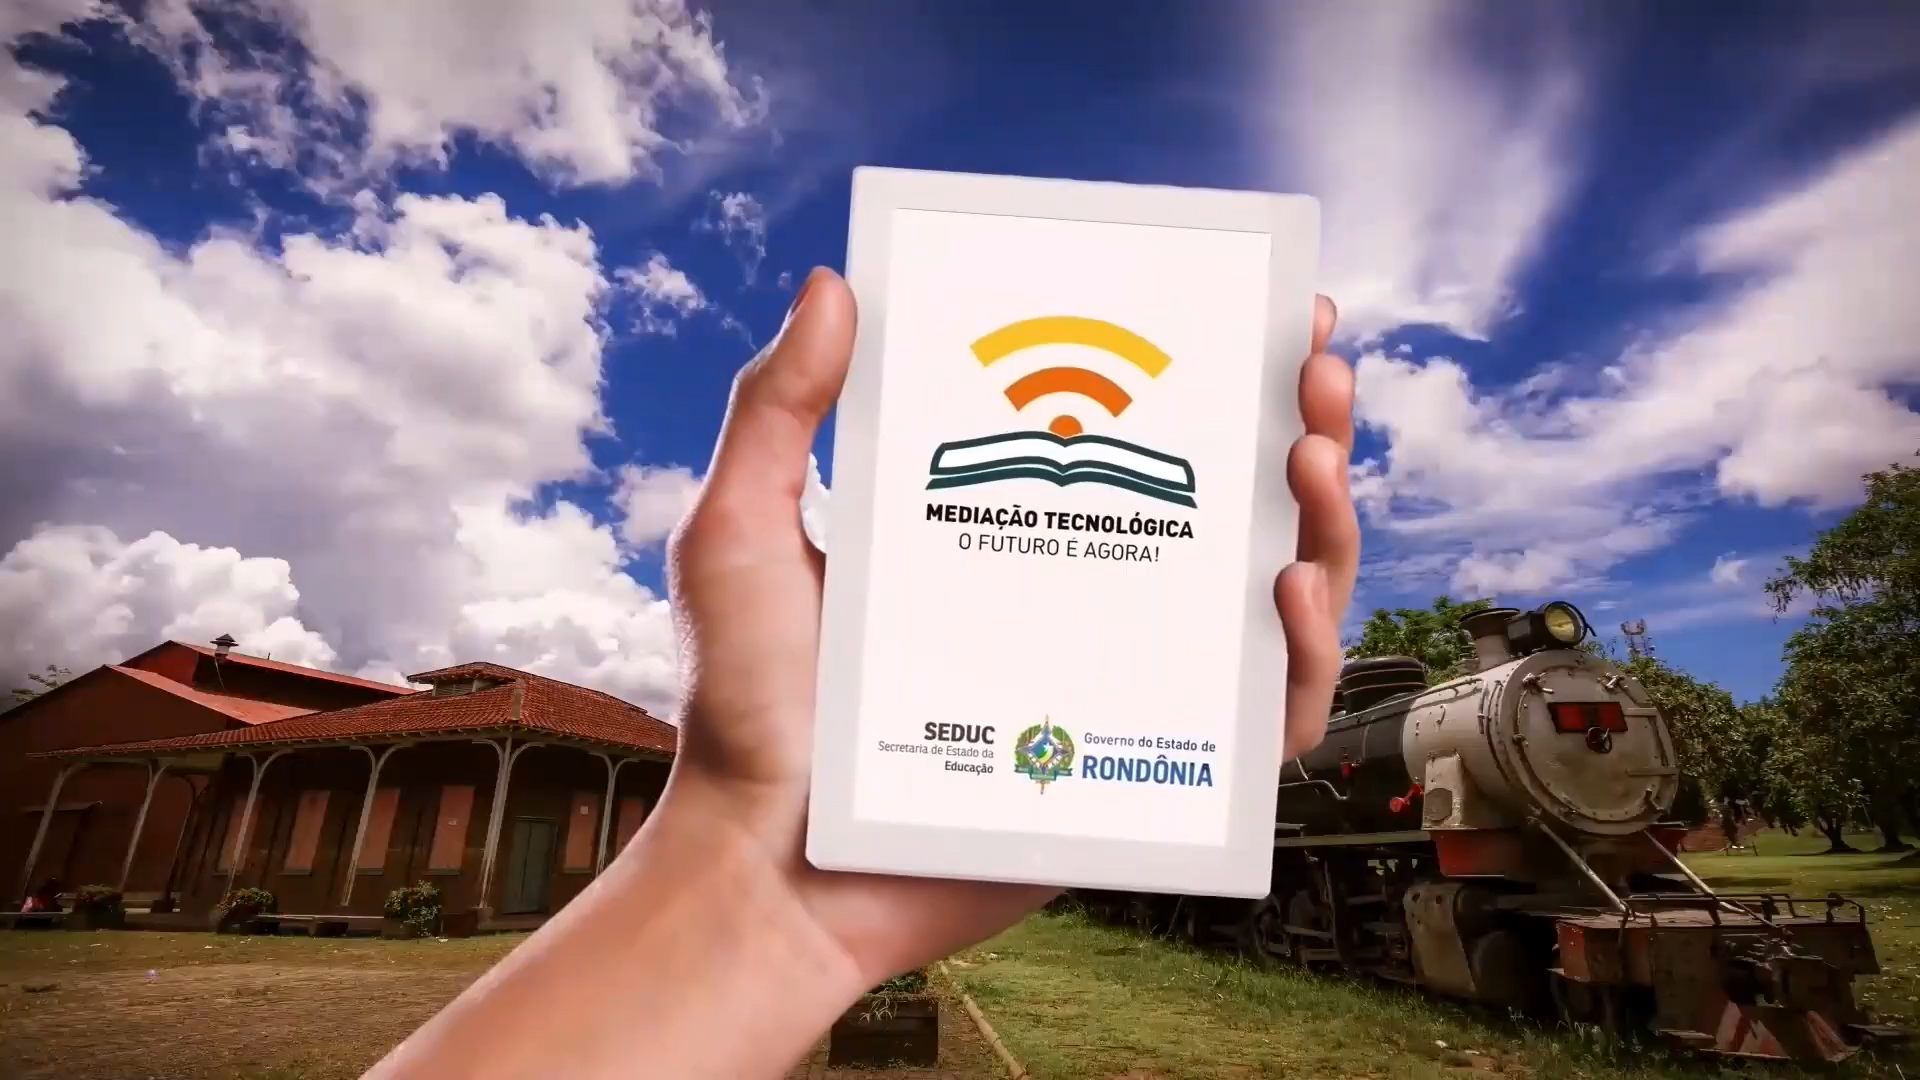 MEDIAÇÃO TECNOLÓGICA
O FUTURO É AGORA!
SEDUC
Secretaria de Estado da
Educação
Governo do Estado de
RONDÔNIA